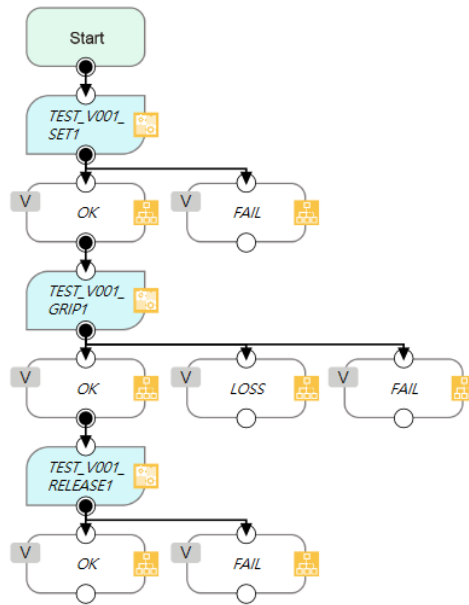 Start
TEST_V001_
SET1
V
OK
V
FAIL
TEST_V001_
GRIP1
V
OK
V
LOSS
V
FAIL
TEST_V001_
RELEASE1
V
OK
V
FAIL